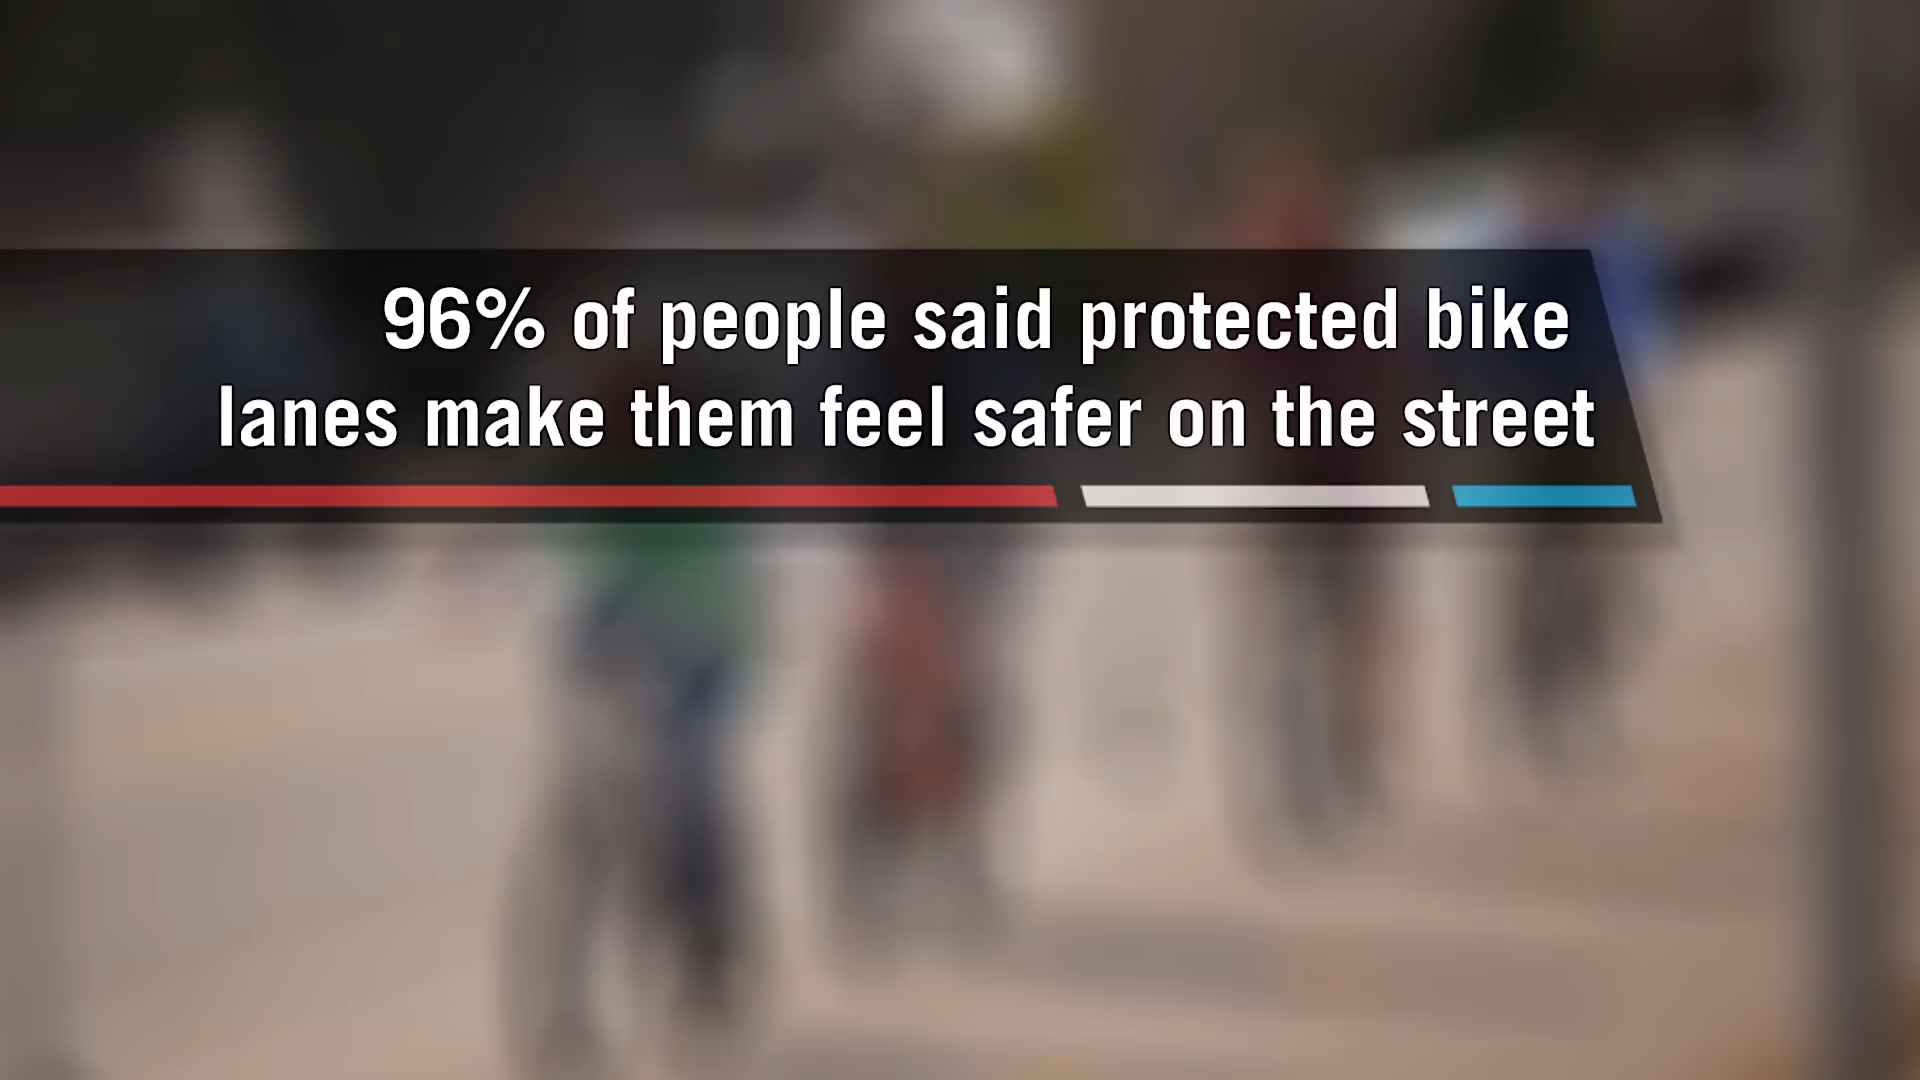 96% of people said protected bike
lanes make them feel safer on the street